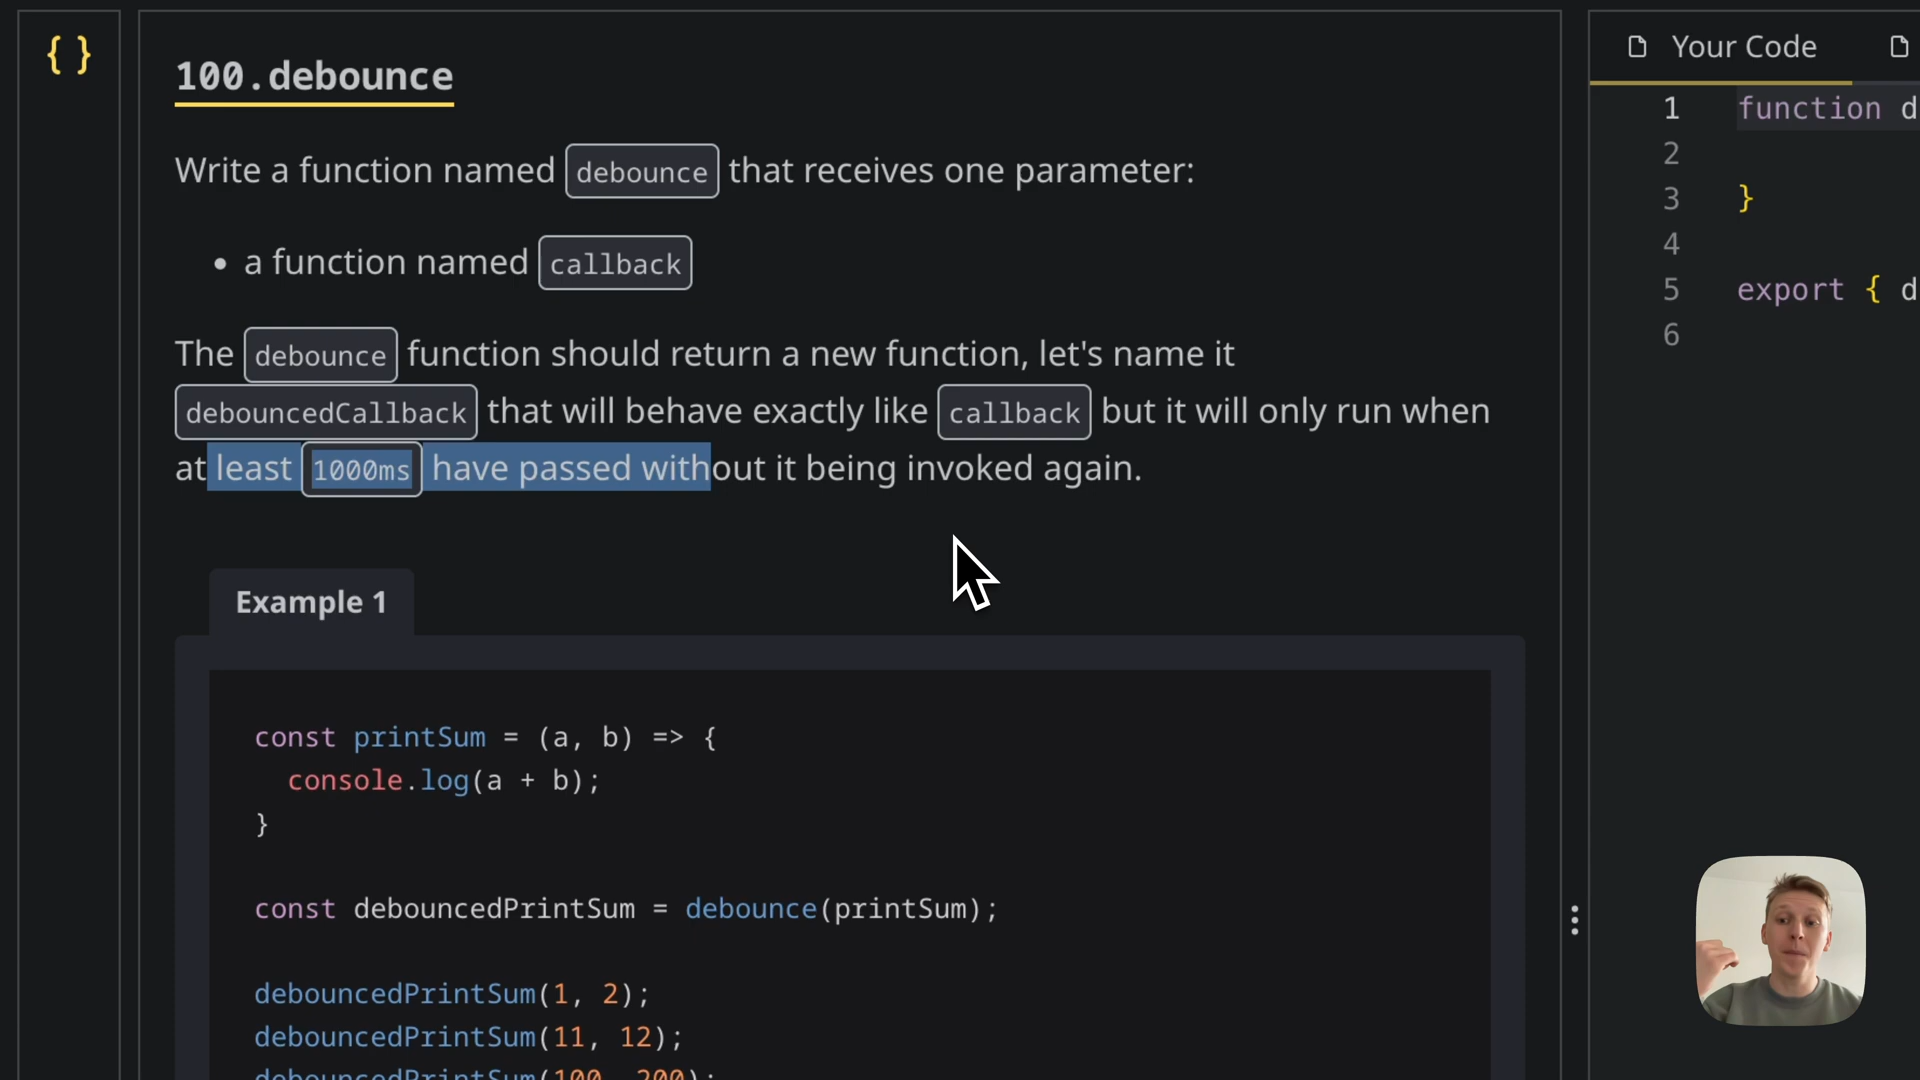 { }
100.debounce
Write a function named debounce that receives one parameter:
• a function named callback
The debounce function should return a new function, let's name it
debouncedCallback that will behave exactly like callback but it will only run when
at least 1000ms have passed without it being invoked again.
Example 1
const printSum = (a, b) => {
console.log(a + b);
}
const debouncedPrintSum = debounce(printSum);
debouncedPrintSum(1, 2);
debouncedPrintSum(11, 12);
debouncedPrintSum(100, 200);
Your Code
1 function d
2
3 }
4
5 export { d
6